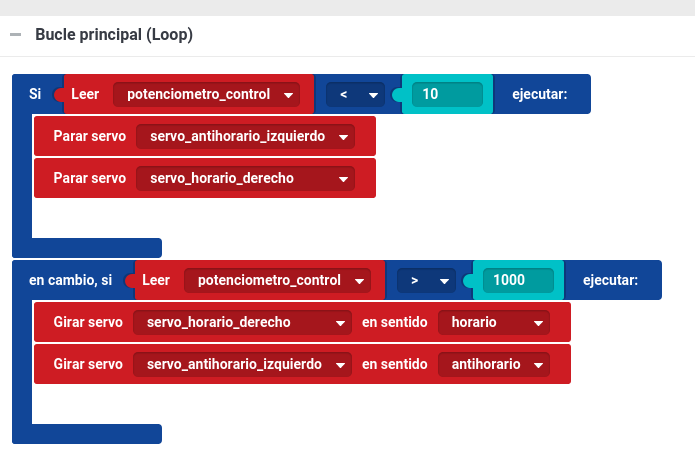 Bucle principal (Loop)
Si Leer potenciometro_control < 10 ejecutar:
Parar servo servo_antihorario_izquierdo
Parar servo servo_horario_derecho
en cambio, si Leer potenciometro_control > 1000 ejecutar:
Girar servo servo_horario_derecho en sentido horario
Girar servo servo_antihorario_izquierdo en sentido antihorario